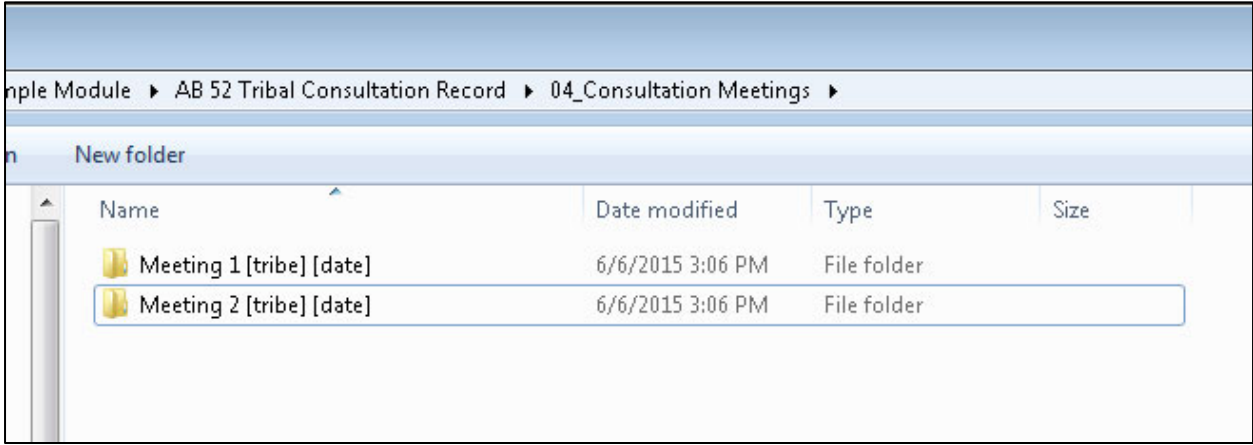 mple Module ▸ AB 52 Tribal Consultation Record ▸ 04_Consultation Meetings ▸
n New folder
Name Date modified Type Size
Meeting 1 [tribe] [date] 6/6/2015 3:06 PM File folder
Meeting 2 [tribe] [date] 6/6/2015 3:06 PM File folder